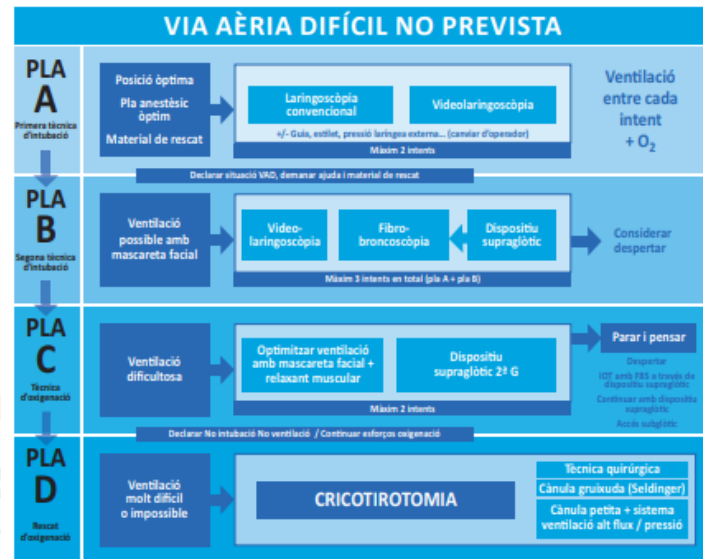 VIA AÈRIA DIFÍCIL NO PREVISTA
PLA
A
Primera tècnica
d'intubació
Posició òptima
Pla anestèsic
òptim
Material de rescat
Laringoscòpia
convencional
Videolaringoscòpia
+/- Guia, estilet, pressió laríngea externa... (canviar d'operador)
Màxim 2 intents
Ventilació
entre cada
intent
+ O2
Declarar situació VAD, demanar ajuda i material de rescat
PLA
B
Segona tècnica
d'intubació
Ventilació
possible amb
mascareta facial
Video-
laringoscòpia
Fibro-
broncoscòpia
Dispositiu
supraglòtic
Màxim 3 intents en total (pla A + pla B)
Considerar
despertar
PLA
C
Tècnica
d'oxigenació
Ventilació
dificultosa
Optimitzar ventilació
amb mascareta facial +
relaxant muscular
Dispositiu
supraglòtic 2ª G
Màxim 2 intents
Parar i pensar
Despertar
IOT amb FBS a través de
dispositiu supraglòtic
Continuar amb dispositiu
supraglòtic
Accés subglòtic
Declarar No intubació No ventilació / Continuar esforços oxigenació
PLA
D
Rescat
d'oxigenació
Ventilació
molt difícil
o impossible
CRICOTIROTOMIA
Tècnica quirúrgica
Cànula gruixuda (Seldinger)
Cànula petita + sistema
ventilació alt flux / pressió